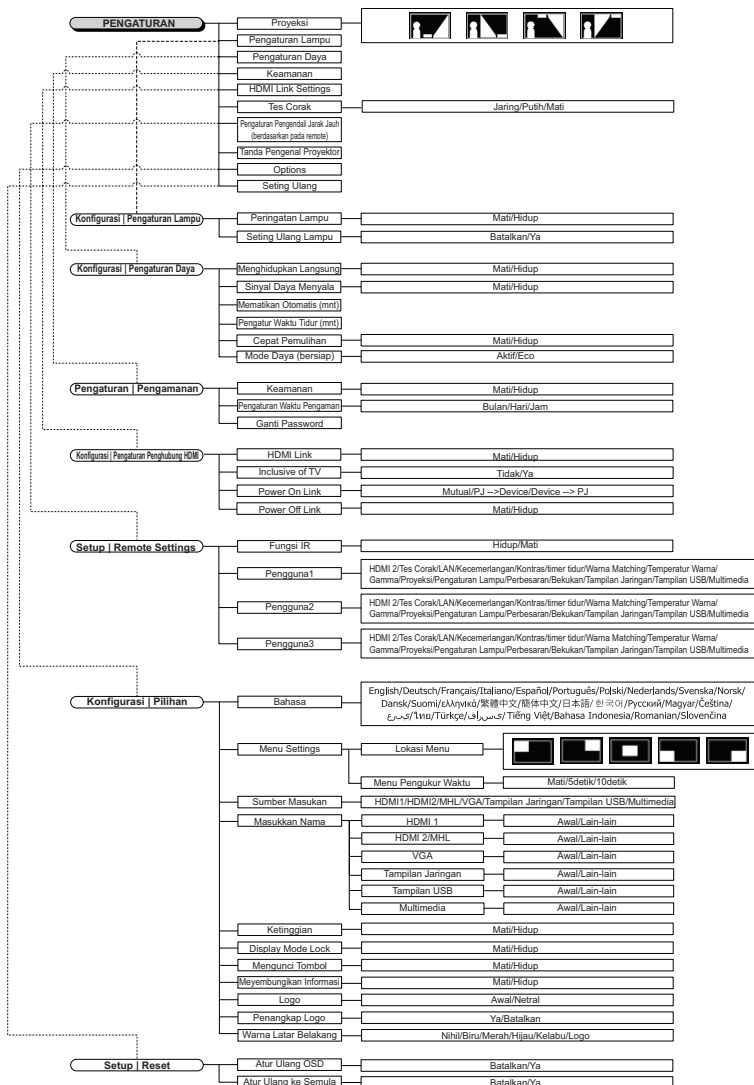 PENGATURAN
Proyeksi
Pengaturan Lampu
Pengaturan Daya
Keamanan
HDMI Link Settings
Tes Corak
Jaring/Putih/Mati
Pengaturan Pengendali Jarak Jauh
(berdasarkan pada remote)
Tanda Pengenal Proyektor
Options
Seting Ulang
Konfigurasi | Pengaturan Lampu
Peringatan Lampu
Mati/Hidup
Seting Ulang Lampu
Batalkan/Ya
Konfigurasi | Pengaturan Daya
Menghidupkan Langsung
Mati/Hidup
Sinyal Daya Menyala
Mati/Hidup
Mematikan Otomatis (mnt)
Pengatur Waktu Tidur (mnt)
Cepat Pemulihan
Mati/Hidup
Mode Daya (bersiap)
Aktif/Eco
Pengaturan | Pengamanan
Keamanan
Mati/Hidup
Pengaturan Waktu Pengaman
Bulan/Hari/Jam
Ganti Password
Konfigurasi | Pengaturan Penghubung HDMI
HDMI Link
Mati/Hidup
Inclusive of TV
Tidak/Ya
Power On Link
Mutual/PJ -->Device/Device --> PJ
Power Off Link
Mati/Hidup
Setup | Remote Settings
Fungsi IR
Hidup/Mati
Pengguna1
HDMI 2/Tes Corak/LAN/Kecemerlangan/Kontras/timer tidur/Warna Matching/Temperatur Warna/
Gamma/Proyeksi/Pengaturan Lampu/Perbesaran/Bekukan/Tampilan Jaringan/Tampilan USB/Multimedia
Pengguna2
HDMI 2/Tes Corak/LAN/Kecemerlangan/Kontras/timer tidur/Warna Matching/Temperatur Warna/
Gamma/Proyeksi/Pengaturan Lampu/Perbesaran/Bekukan/Tampilan Jaringan/Tampilan USB/Multimedia
Pengguna3
HDMI 2/Tes Corak/LAN/Kecemerlangan/Kontras/timer tidur/Warna Matching/Temperatur Warna/
Gamma/Proyeksi/Pengaturan Lampu/Perbesaran/Bekukan/Tampilan Jaringan/Tampilan USB/Multimedia
Konfigurasi | Pilihan
Bahasa
English/Deutsch/Français/Italiano/Español/Português/Polski/Nederlands/Svenska/Norsk/
Dansk/Suomi/ελληνικά/繁體中文/簡体中文/日本語/한국어/Русский/Magyar/Čeština/
ىبرع/ไทย/Türkçe/ىسراف/Tiếng Việt/Bahasa Indonesia/Romanian/Slovenčina
Menu Settings
Lokasi Menu
Menu Pengukur Waktu
Mati/5detik/10detik
Sumber Masukan
HDMI1/HDMI2/MHL/VGA/Tampilan Jaringan/Tampilan USB/Multimedia
Masukkan Nama
HDMI 1
Awal/Lain-lain
HDMI 2/MHL
Awal/Lain-lain
VGA
Awal/Lain-lain
Tampilan Jaringan
Awal/Lain-lain
Tampilan USB
Awal/Lain-lain
Multimedia
Awal/Lain-lain
Ketinggian
Mati/Hidup
Display Mode Lock
Mati/Hidup
Mengunci Tombol
Mati/Hidup
Meyembungikan Informasi
Mati/Hidup
Logo
Awal/Netral
Penangkap Logo
Ya/Batalkan
Warna Latar Belakang
Nihil/Biru/Merah/Hijau/Kelabu/Logo
Setup | Reset
Atur Ulang OSD
Batalkan/Ya
Atur Ulang ke Semula
Batalkan/Ya